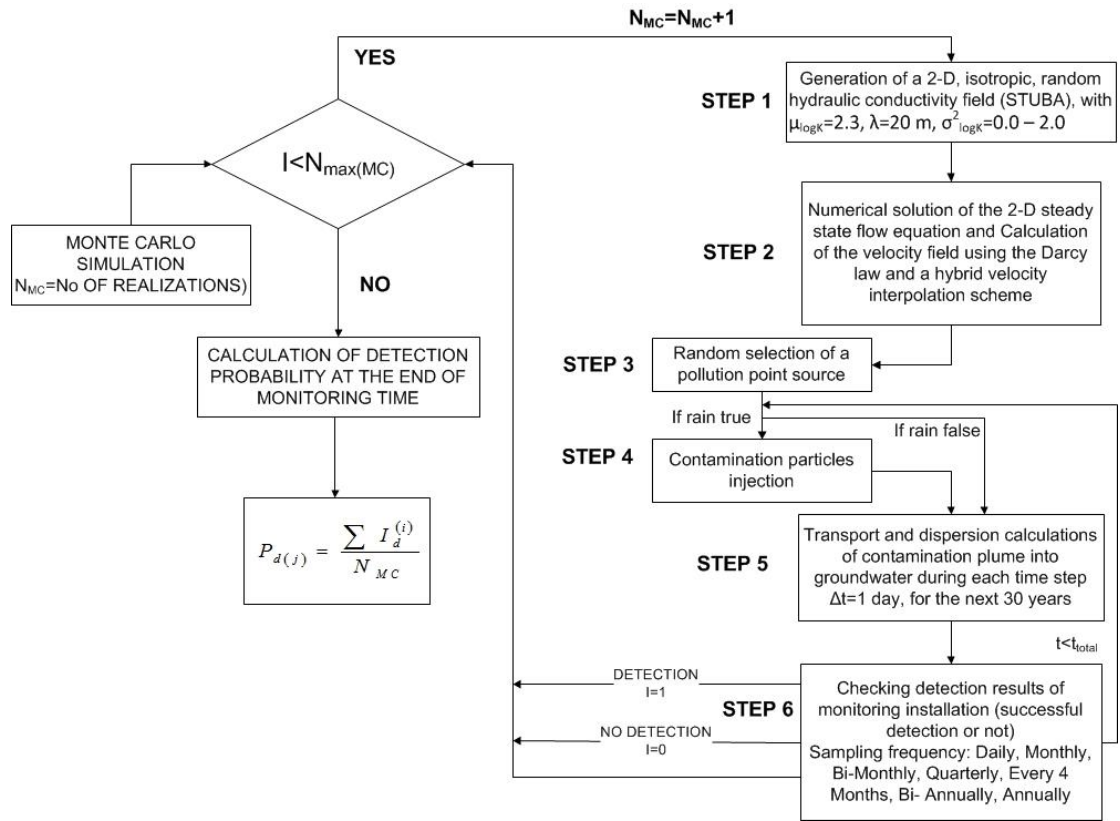 N_MC=N_MC+1
YES
STEP 1
Generation of a 2-D, isotropic, random
hydraulic conductivity field (STUBA), with
μ_logK=2.3, λ=20 m, σ²_logK=0.0 – 2.0
I<N_max(MC)
MONTE CARLO
SIMULATION
N_MC=No OF REALIZATIONS)
NO
STEP 2
Numerical solution of the 2-D steady
state flow equation and Calculation
of the velocity field using the Darcy
law and a hybrid velocity
interpolation scheme
CALCULATION OF DETECTION
PROBABILITY AT THE END OF
MONITORING TIME
P_d(j) = ∑ I_d^(i) / N_MC
STEP 3
Random selection of a
pollution point source
If rain true
If rain false
STEP 4
Contamination particles
injection
STEP 5
Transport and dispersion calculations
of contamination plume into
groundwater during each time step
Δt=1 day, for the next 30 years
t<t_total
DETECTION
I=1
NO DETECTION
I=0
STEP 6
Checking detection results of
monitoring installation (successful
detection or not)
Sampling frequency: Daily, Monthly,
Bi-Monthly, Quarterly, Every 4
Months, Bi- Annually, Annually